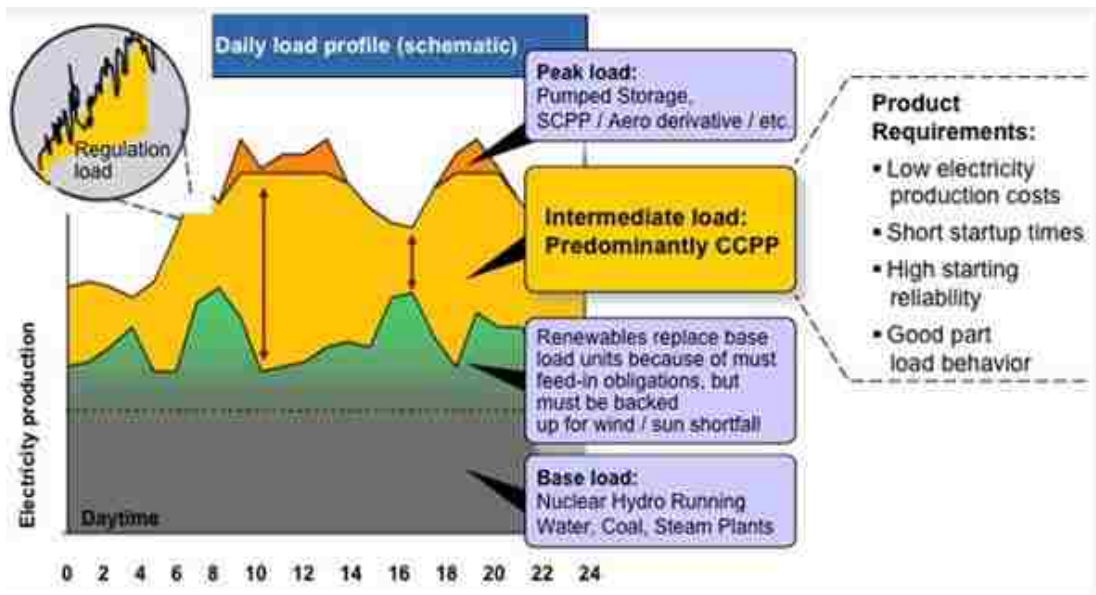 Daily load profile (schematic)
Regulation
load
Peak load:
Pumped Storage,
SCPP / Aero derivative / etc.
Intermediate load:
Predominantly CCPP
Renewables replace base
load units because of must
feed-in obligations, but
must be backed
up for wind / sun shortfall
Base load:
Nuclear Hydro Running
Water, Coal, Steam Plants
Product
Requirements:
▪ Low electricity
production costs
▪ Short startup times
▪ High starting
reliability
▪ Good part
load behavior
Electricity production
Daytime
0 2 4 6 8 10 12 14 16 18 20 22 24